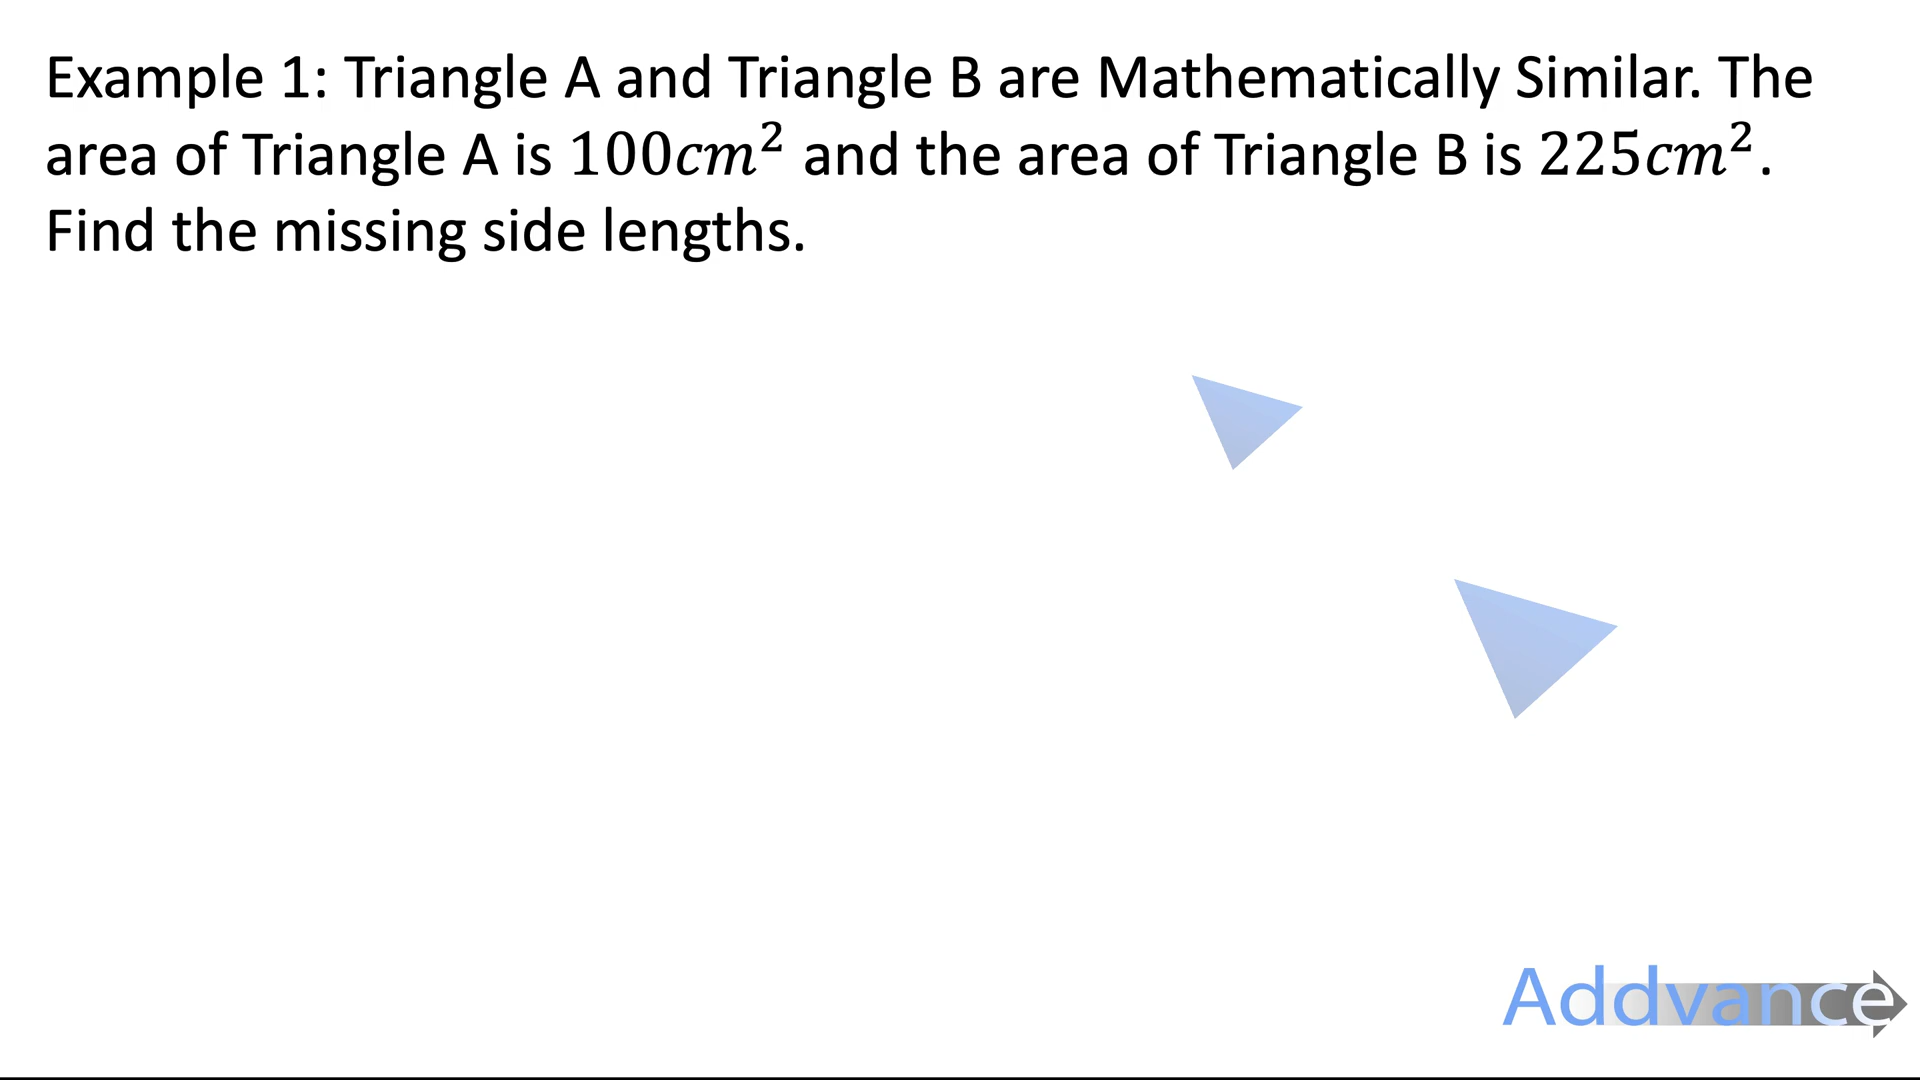 Example 1: Triangle A and Triangle B are Mathematically Similar. The
area of Triangle A is 100cm² and the area of Triangle B is 225cm².
Find the missing side lengths.
Addvance